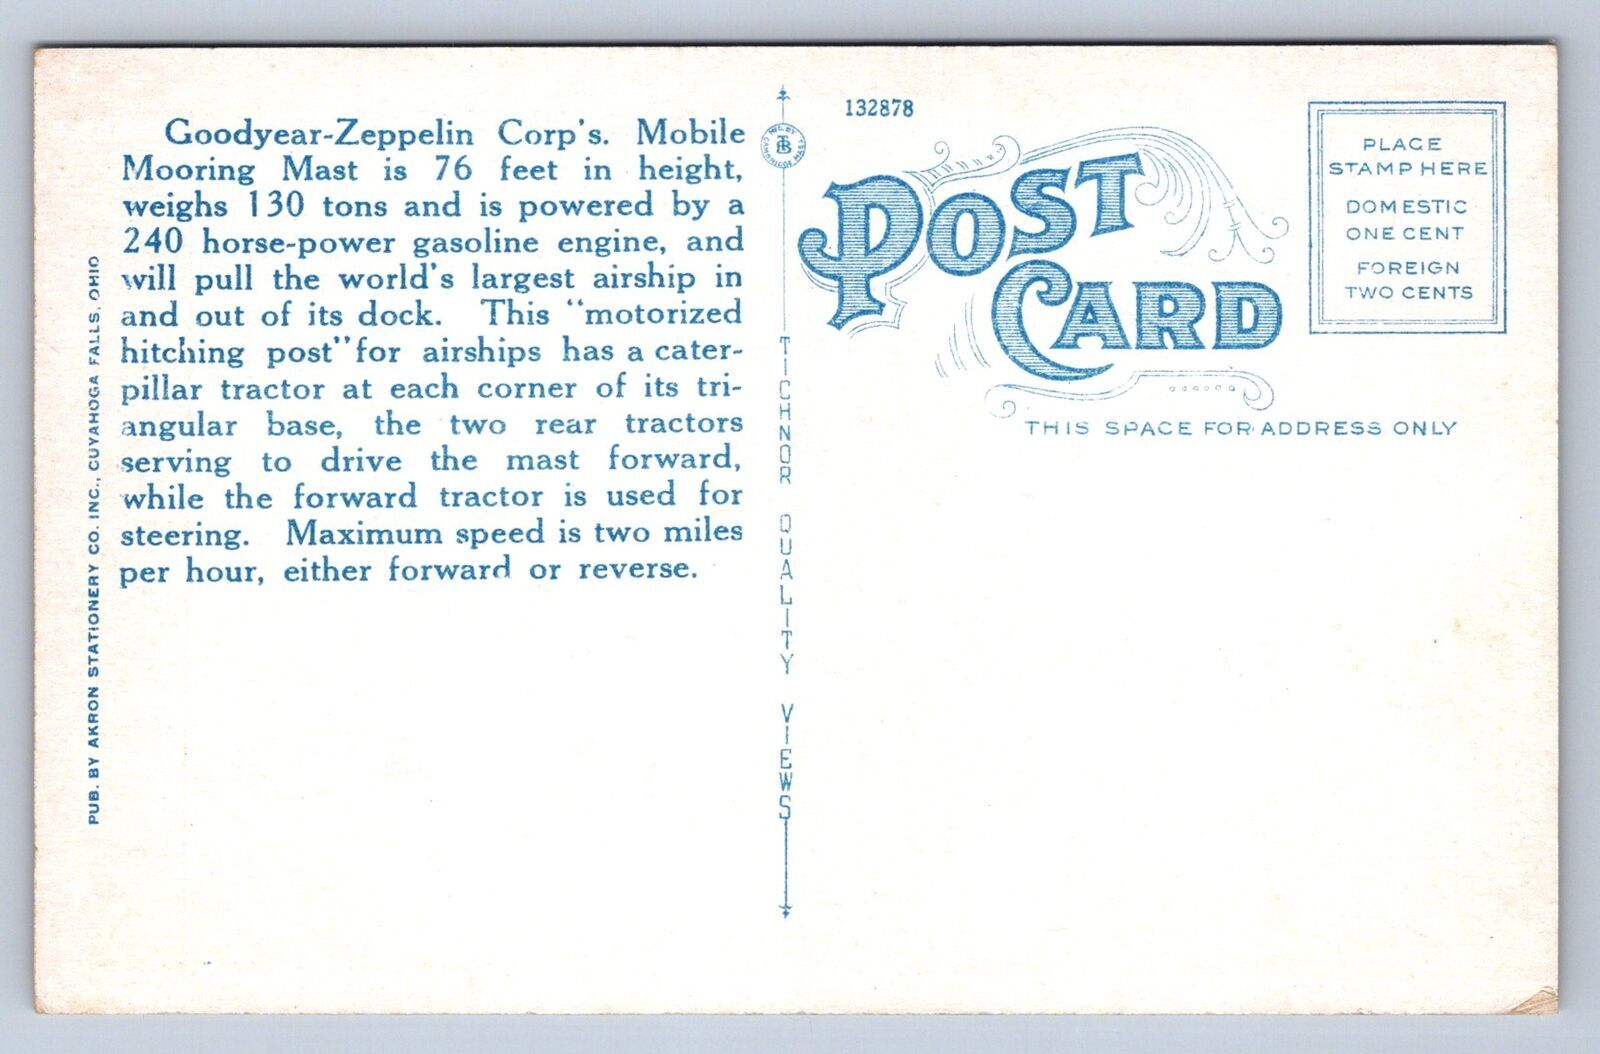 Goodyear-Zeppelin Corp's. Mobile
Mooring Mast is 76 feet in height,
weighs 130 tons and is powered by a
240 horse-power gasoline engine, and
will pull the world's largest airship in
and out of its dock. This "motorized
hitching post" for airships has a cater-
pillar tractor at each corner of its tri-
angular base, the two rear tractors
serving to drive the mast forward,
while the forward tractor is used for
steering. Maximum speed is two miles
per hour, either forward or reverse.
PUB. BY AKRON STATIONERY CO. INC., CUYAHOGA FALLS, OHIO
MFG. BY
TB
CAMBRIDGE MASS
TICHNOR QUALITY VIEWS
132878
POST
CARD
PLACE
STAMP HERE
DOMESTIC
ONE CENT
FOREIGN
TWO CENTS
THIS SPACE FOR ADDRESS ONLY